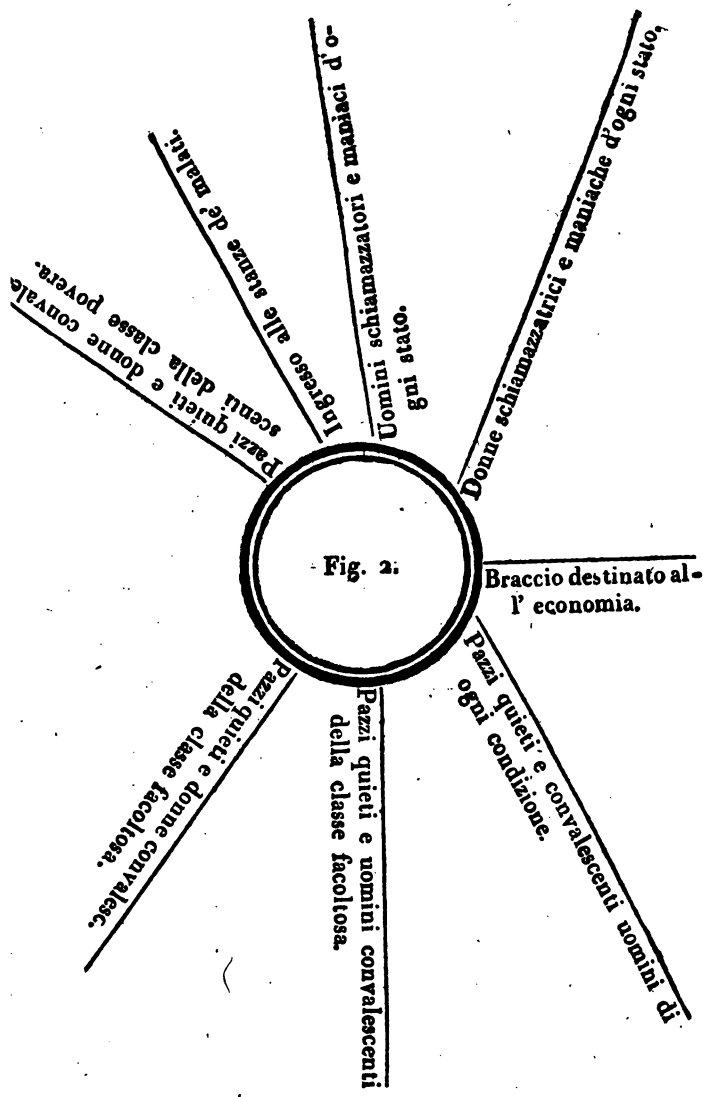 Pazzi quieti e donne convale
scenti della classe povera.
Ingresso alle stanze de' malati.
Uomini schiamazzatori e maniaci d'o-
gni stato.
Donne schiamazzatrici e maniache d'ogni stato,
Fig. 2.
Braccio destinato al-
l' economia.
Pazzi quieti e convalescenti uomini di
ogni condizione.
Pazzi quieti e uomini convalescenti
della classe facoltosa.
Pazzi quieti e donne convalesc.
della classe facoltosa.